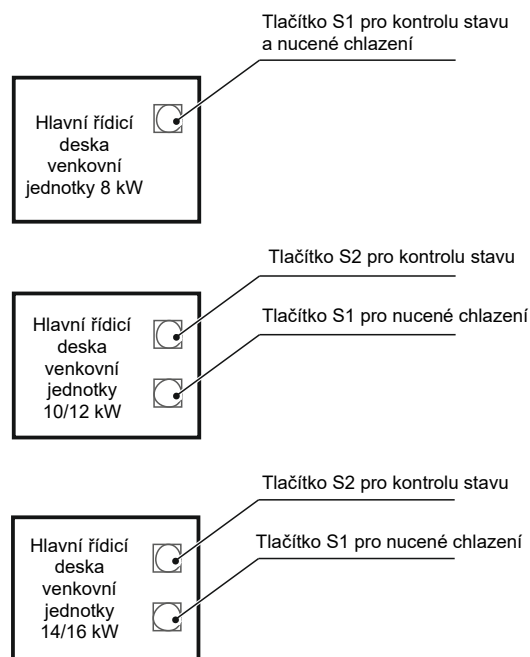 Tlačítko S1 pro kontrolu stavu
a nucené chlazení
Hlavní řídicí
deska
venkovní
jednotky 8 kW
Tlačítko S2 pro kontrolu stavu
Tlačítko S1 pro nucené chlazení
Hlavní řídicí
deska
venkovní
jednotky
10/12 kW
Tlačítko S2 pro kontrolu stavu
Tlačítko S1 pro nucené chlazení
Hlavní řídicí
deska
venkovní
jednotky
14/16 kW